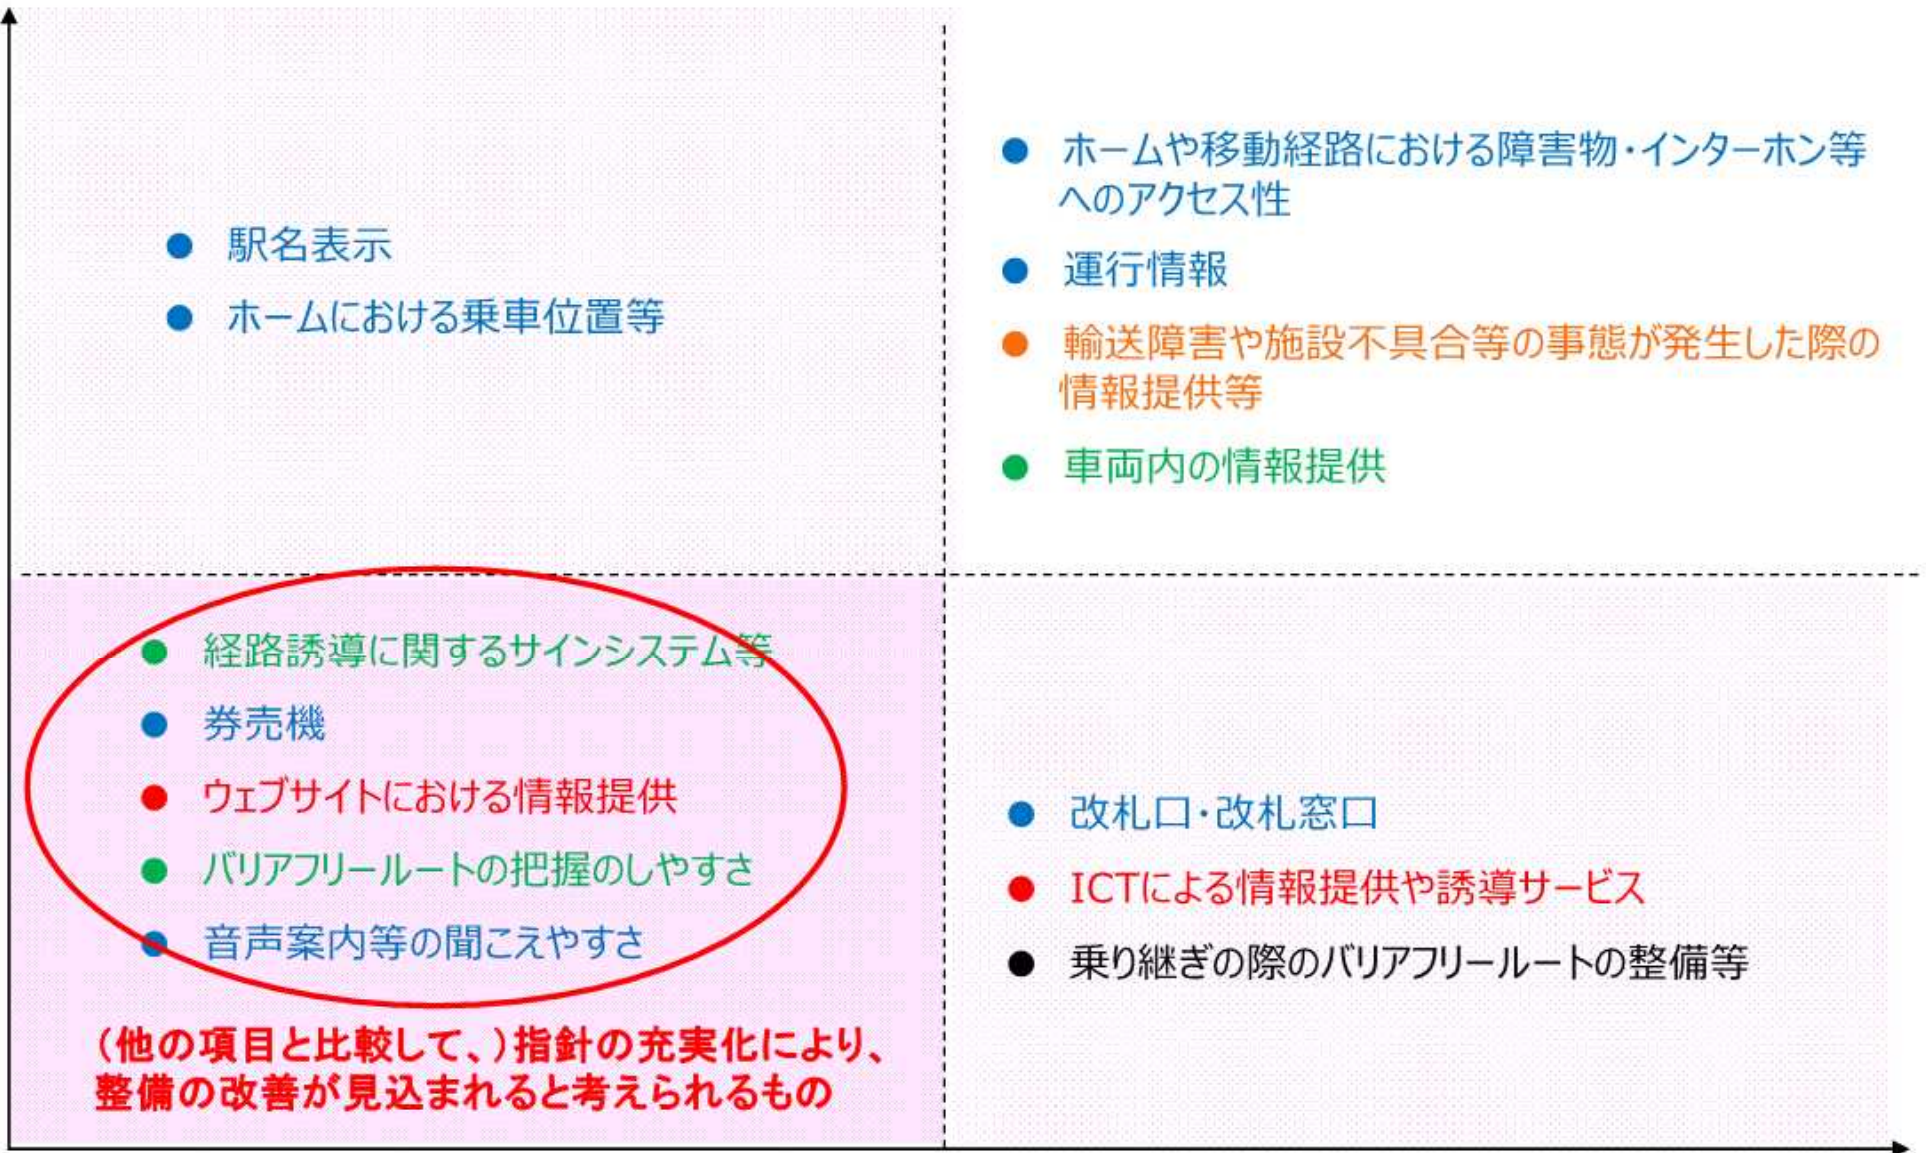 ● 駅名表示
● ホームにおける乗車位置等
● ホームや移動経路における障害物・インターホン等
へのアクセス性
● 運行情報
● 輸送障害や施設不具合等の事態が発生した際の
情報提供等
● 車両内の情報提供
● 経路誘導に関するサインシステム等
● 券売機
● ウェブサイトにおける情報提供
● バリアフリールートの把握のしやすさ
● 音声案内等の聞こえやすさ
(他の項目と比較して、)指針の充実化により、
整備の改善が見込まれると考えられるもの
● 改札口・改札窓口
● ICTによる情報提供や誘導サービス
● 乗り継ぎの際のバリアフリールートの整備等